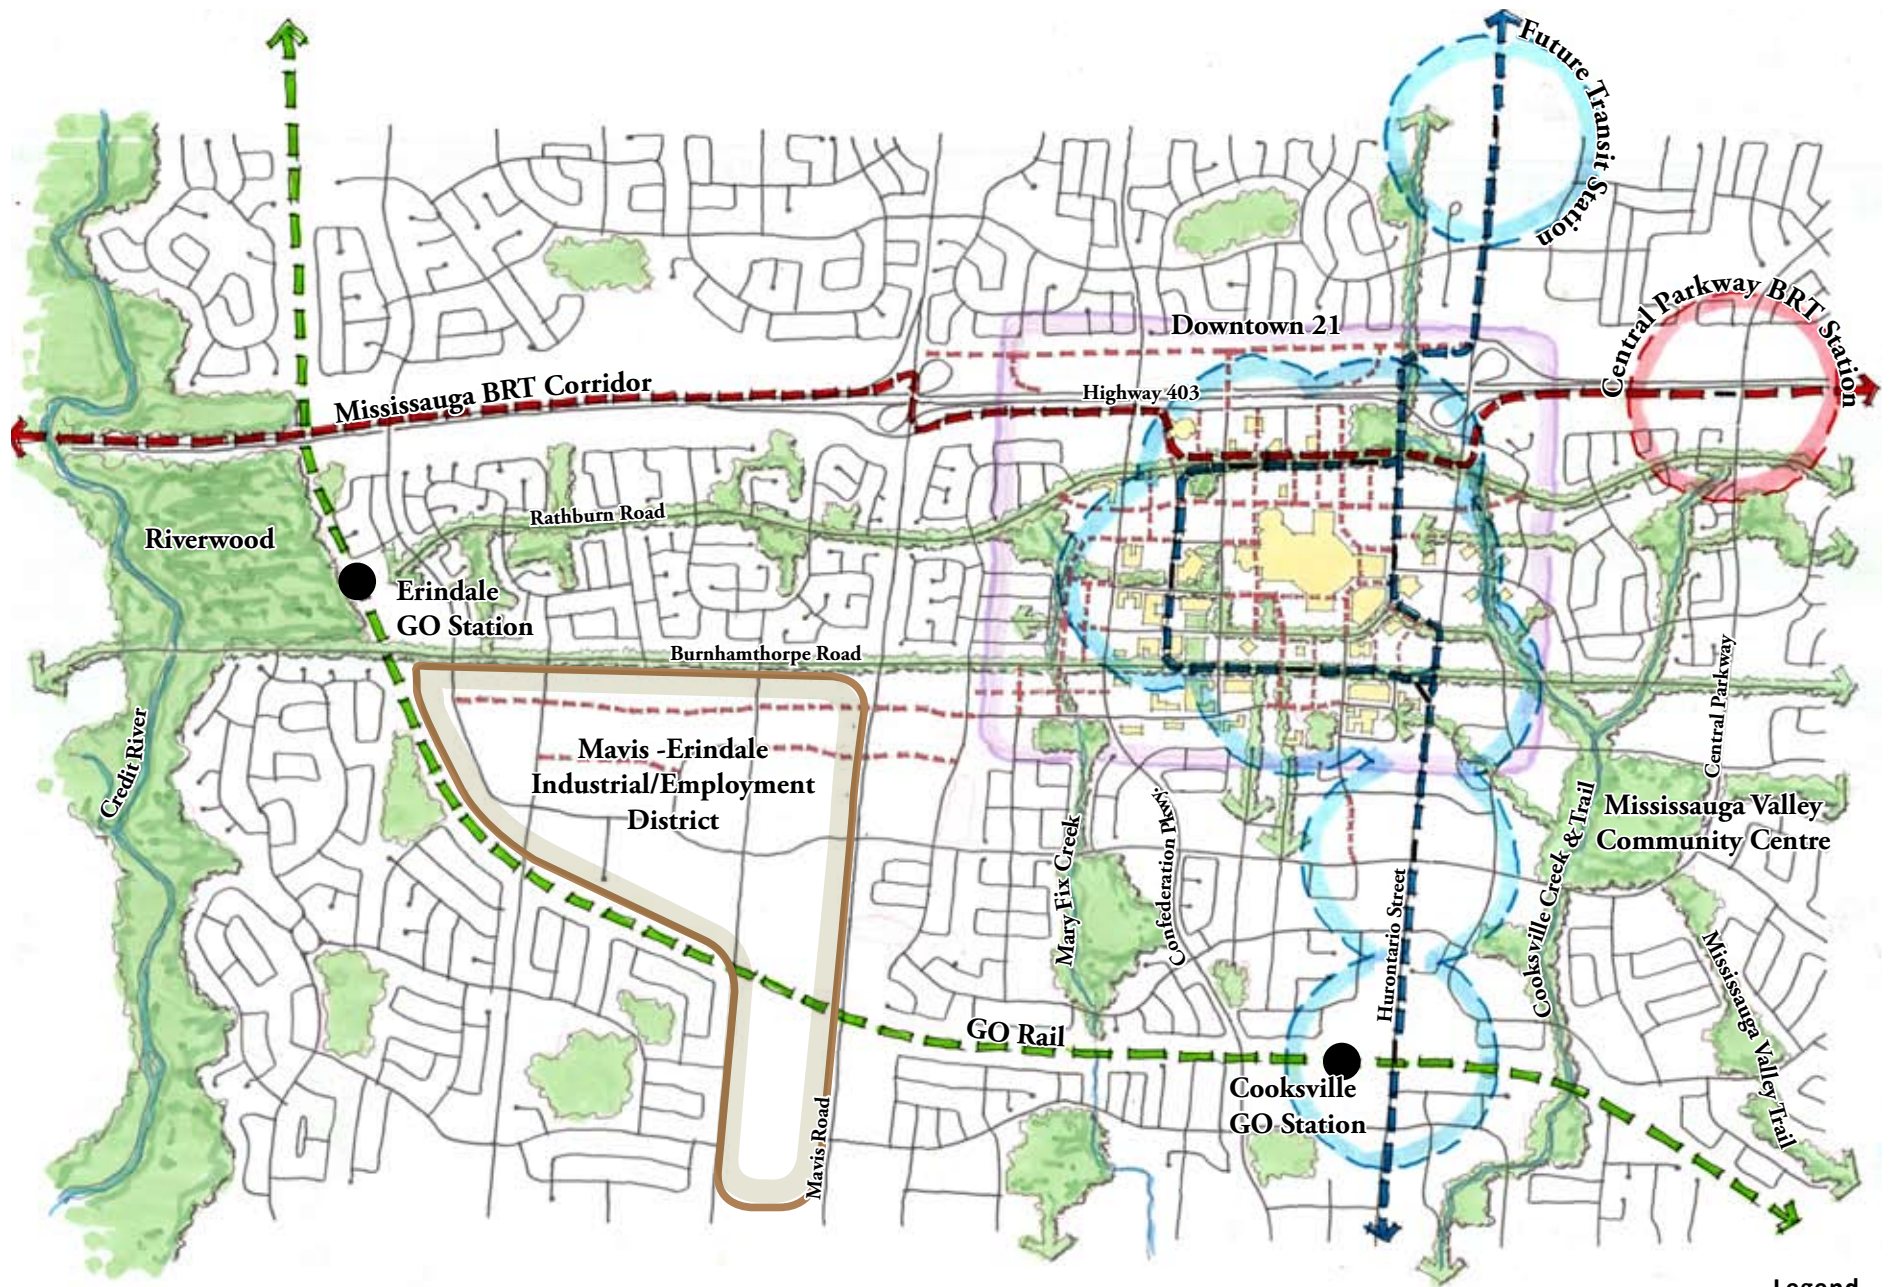 Future Transit Station
Central Parkway BRT Station
Downtown 21
Mississauga BRT Corridor
Highway 403
Rathburn Road
Riverwood
Erindale
GO Station
Burnhamthorpe Road
Central Parkway
Credit River
Mavis -Erindale
Industrial/Employment
District
Mississauga Valley
Community Centre
Mary Fix Creek
Confederation Pkwy.
Hurontario Street
Cooksville Creek & Trail
Mississauga Valley Trail
GO Rail
Cooksville
GO Station
Mavis Road
Legend